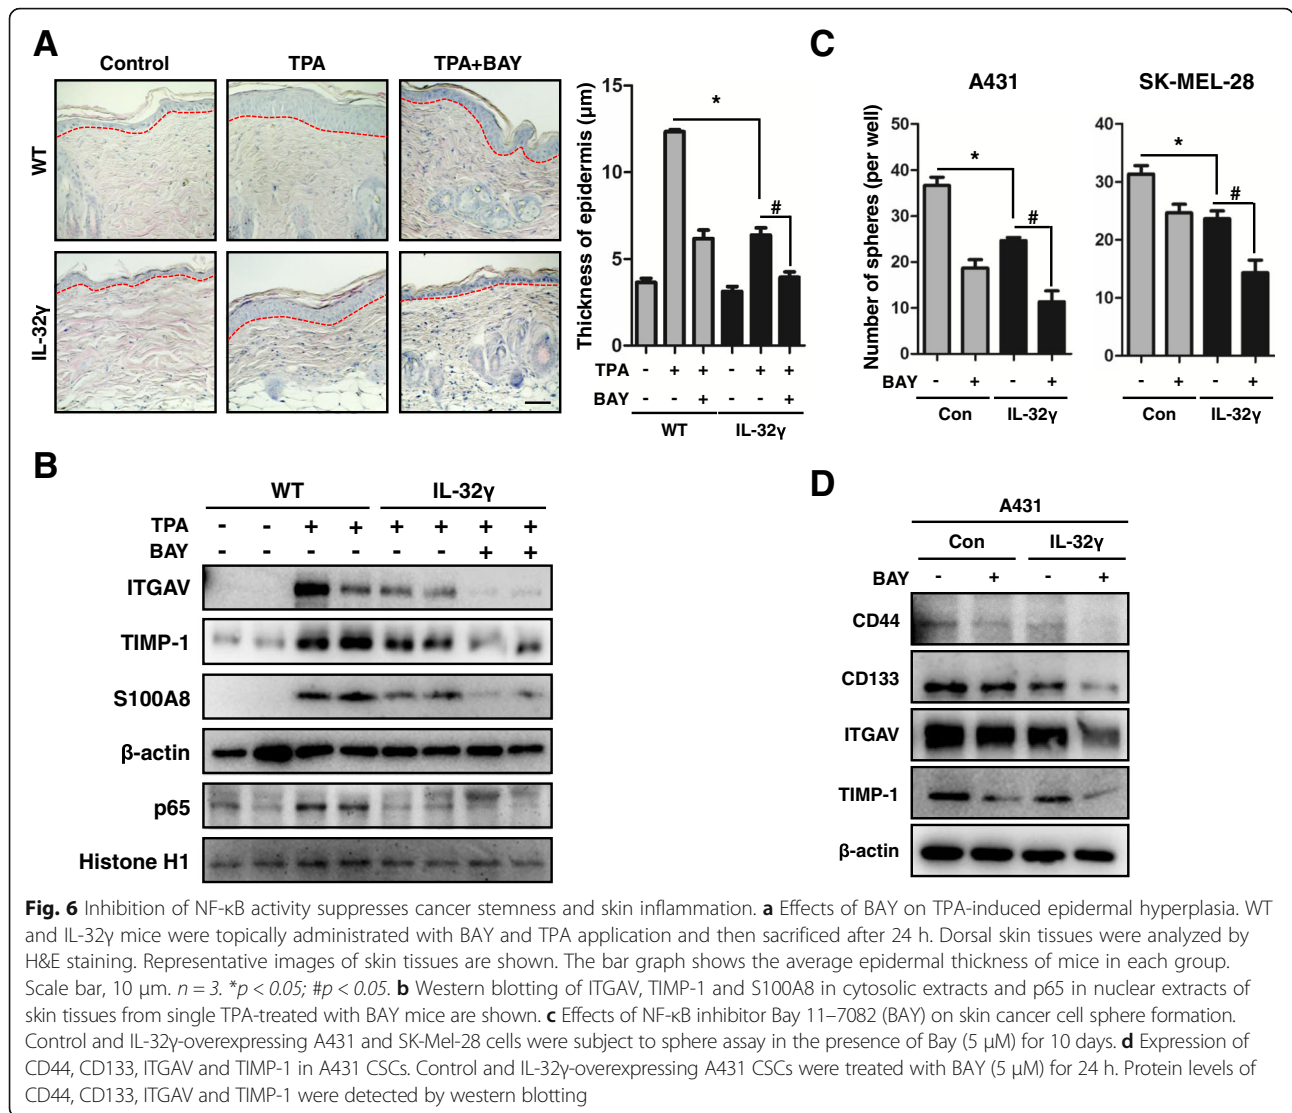 A
Control TPA TPA+BAY
WT
IL-32γ
Thickness of epidermis (μm)
15
10
5
0
* #
TPA - + + - + +
BAY - + - +
WT IL-32γ
C
A431 SK-MEL-28
Number of spheres (per well)
50
40
30
20
10
0
* #
40
30
20
10
0
* #
BAY - + - + - + - +
Con IL-32γ Con IL-32γ
B
WT IL-32γ
TPA - - + + + + + +
BAY - - - - - - + +
ITGAV
TIMP-1
S100A8
β-actin
p65
Histone H1
D
A431
Con IL-32γ
BAY - + - +
CD44
CD133
ITGAV
TIMP-1
β-actin
Fig. 6 Inhibition of NF-κB activity suppresses cancer stemness and skin inflammation. a Effects of BAY on TPA-induced epidermal hyperplasia. WT
and IL-32γ mice were topically administrated with BAY and TPA application and then sacrificed after 24 h. Dorsal skin tissues were analyzed by
H&E staining. Representative images of skin tissues are shown. The bar graph shows the average epidermal thickness of mice in each group.
Scale bar, 10 μm. n = 3. *p < 0.05; #p < 0.05. b Western blotting of ITGAV, TIMP-1 and S100A8 in cytosolic extracts and p65 in nuclear extracts of
skin tissues from single TPA-treated with BAY mice are shown. c Effects of NF-κB inhibitor Bay 11–7082 (BAY) on skin cancer cell sphere formation.
Control and IL-32γ-overexpressing A431 and SK-Mel-28 cells were subject to sphere assay in the presence of Bay (5 μM) for 10 days. d Expression of
CD44, CD133, ITGAV and TIMP-1 in A431 CSCs. Control and IL-32γ-overexpressing A431 CSCs were treated with BAY (5 μM) for 24 h. Protein levels of
CD44, CD133, ITGAV and TIMP-1 were detected by western blotting